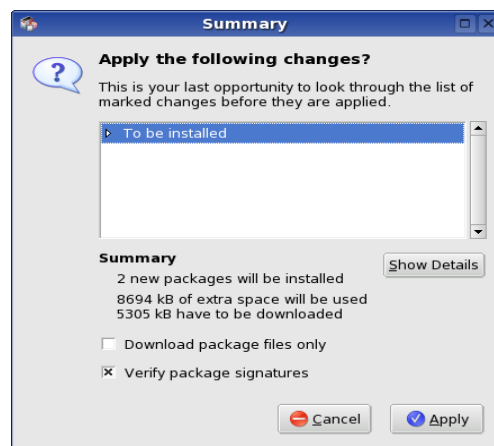 Summary
Apply the following changes?
This is your last opportunity to look through the list of
marked changes before they are applied.
To be installed
Summary
Show Details
2 new packages will be installed
8694 kB of extra space will be used
5305 kB have to be downloaded
Download package files only
Verify package signatures
Cancel
Apply